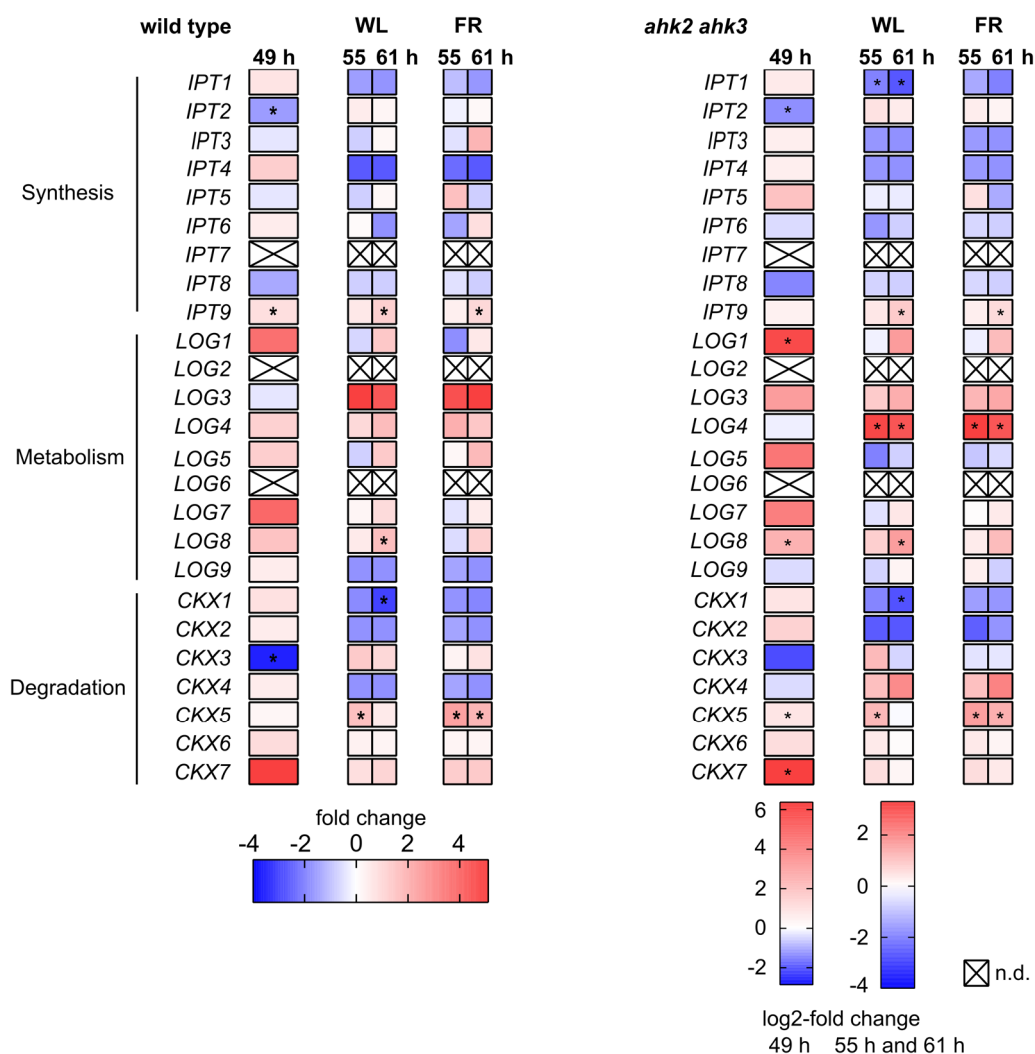 wild type WL FR ahk2 ahk3 WL FR
49 h 55 61 h 55 61 h 49 h 55 61 h 55 61 h
IPT1 * * IPT1
IPT2 * IPT2 *
IPT3 IPT3
IPT4 IPT4
Synthesis IPT5 IPT5
IPT6 IPT6
IPT7 IPT7
IPT8 IPT8
IPT9 * * * IPT9 * *
LOG1 LOG1 *
LOG2 LOG2
LOG3 LOG3
LOG4 LOG4 * * * *
Metabolism LOG5 LOG5
LOG6 LOG6
LOG7 LOG7
LOG8 * LOG8 * *
LOG9 LOG9
CKX1 * CKX1 *
CKX2 CKX2
CKX3 * CKX3
Degradation CKX4 CKX4
CKX5 * * * CKX5 * * * *
CKX6 CKX6
CKX7 CKX7 *
fold change
-4 -2 0 2 4
6 4 2 0 -2
2 0 -2 -4
n.d.
log2-fold change
49 h 55 h and 61 h